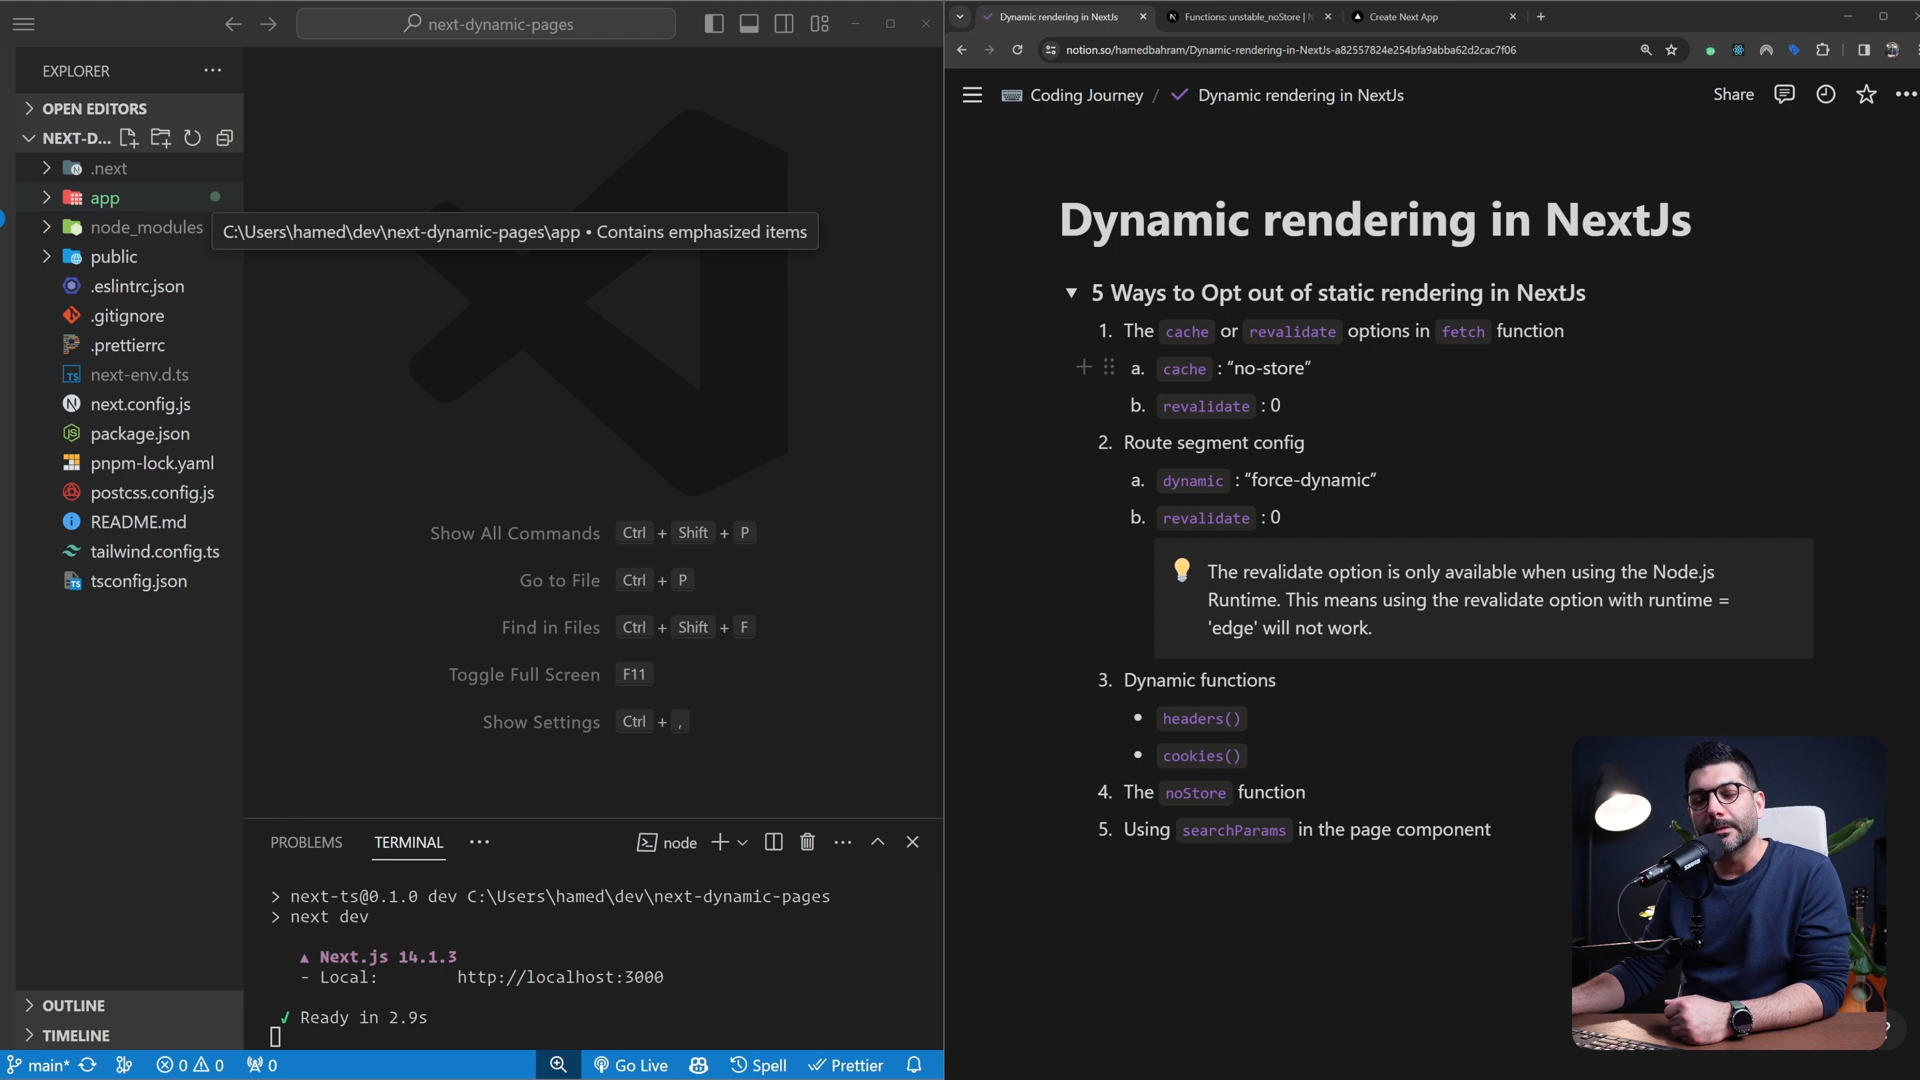 next-dynamic-pages
EXPLORER
OPEN EDITORS
NEXT-D...
.next
app
node_modules
C:\Users\hamed\dev\next-dynamic-pages\app • Contains emphasized items
public
.eslintrc.json
.gitignore
.prettierrc
next-env.d.ts
next.config.js
package.json
pnpm-lock.yaml
postcss.config.js
README.md
tailwind.config.ts
tsconfig.json
OUTLINE
TIMELINE
Show All Commands Ctrl + Shift + P
Go to File Ctrl + P
Find in Files Ctrl + Shift + F
Toggle Full Screen F11
Show Settings Ctrl + ,
PROBLEMS TERMINAL ··· node
> next-ts@0.1.0 dev C:\Users\hamed\dev\next-dynamic-pages
> next dev
▲ Next.js 14.1.3
- Local: http://localhost:3000
✓ Ready in 2.9s
main* 0 0 0 Go Live Spell Prettier
Dynamic rendering in NextJs Functions: unstable_noStore | N Create Next App
notion.so/hamedbahram/Dynamic-rendering-in-NextJs-a82557824e254bfa9abba62d2cac7f06
Coding Journey / Dynamic rendering in NextJs Share
Dynamic rendering in NextJs
5 Ways to Opt out of static rendering in NextJs
1. The cache or revalidate options in fetch function
a. cache : “no-store”
b. revalidate : 0
2. Route segment config
a. dynamic : “force-dynamic”
b. revalidate : 0
The revalidate option is only available when using the Node.js
Runtime. This means using the revalidate option with runtime =
'edge' will not work.
3. Dynamic functions
• headers()
• cookies()
4. The noStore function
5. Using searchParams in the page component